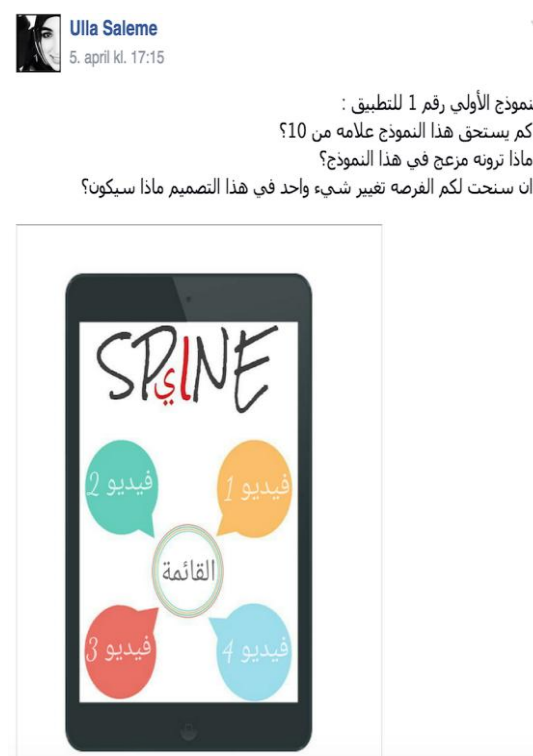 Ulla Saleme
5. april kl. 17:15
نموذج الأولي رقم 1 للتطبيق :
كم يستحق هذا النموذج علامه من 10؟
ماذا ترونه مزعج في هذا النموذج؟
ان سنحت لكم الفرصه تغيير شيء واحد في هذا التصميم ماذا سيكون؟
SPايNE
فيديو 1
فيديو 2
القائمة
فيديو 3
فيديو 4